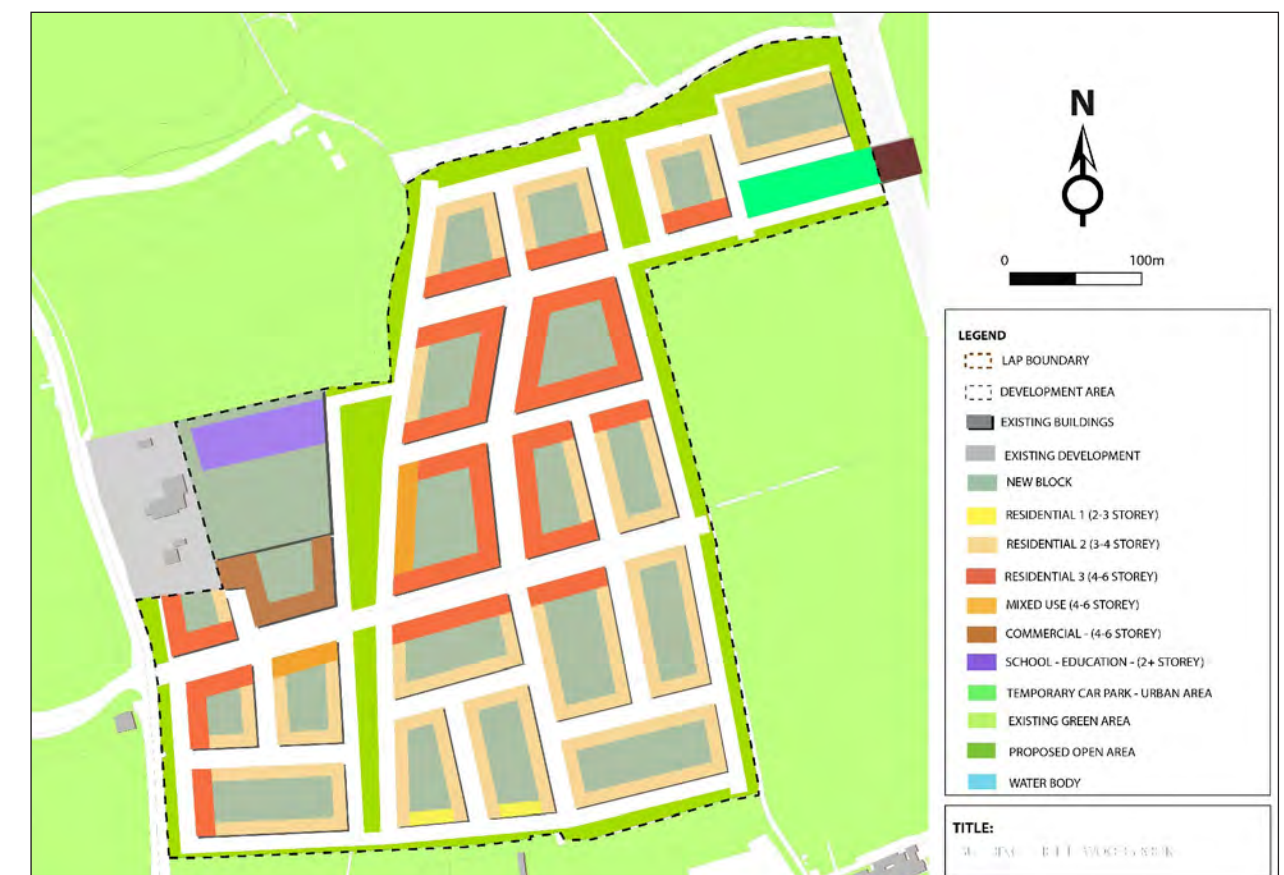 N
0 100m
LEGEND
LAP BOUNDARY
DEVELOPMENT AREA
EXISTING BUILDINGS
EXISTING DEVELOPMENT
NEW BLOCK
RESIDENTIAL 1 (2-3 STOREY)
RESIDENTIAL 2 (3-4 STOREY)
RESIDENTIAL 3 (4-6 STOREY)
MIXED USE (4-6 STOREY)
COMMERCIAL - (4-6 STOREY)
SCHOOL - EDUCATION - (2+ STOREY)
TEMPORARY CAR PARK - URBAN AREA
EXISTING GREEN AREA
PROPOSED OPEN AREA
WATER BODY
TITLE: